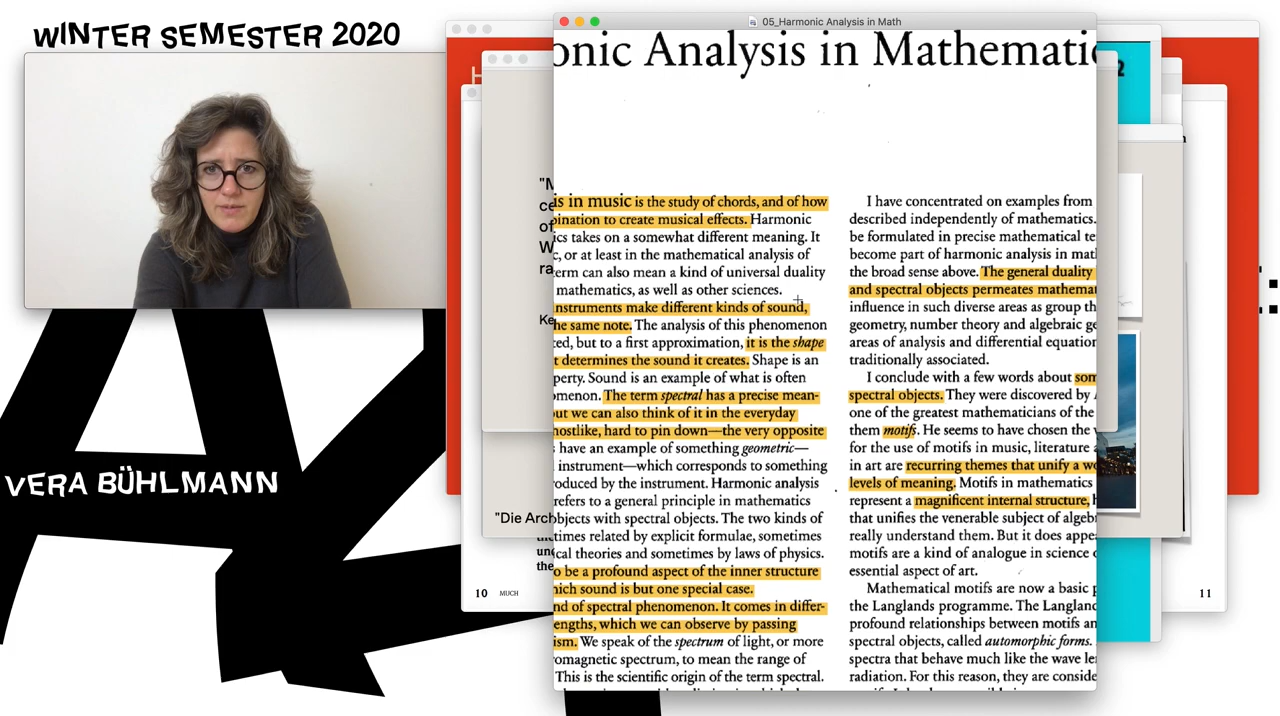 WINTER SEMESTER 2020
VERA BÜHLMANN
05_Harmonic Analysis in Math
onic Analysis in Mathematic
is in music is the study of chords, and of how
bination to create musical effects. Harmonic
ics takes on a somewhat different meaning. It
c, or at least in the mathematical analysis of
term can also mean a kind of universal duality
mathematics, as well as other sciences.
instruments make different kinds of sound,
he same note. The analysis of this phenomenon
ted, but to a first approximation, it is the shape
t determines the sound it creates. Shape is an
perty. Sound is an example of what is often
omenon. The term spectral has a precise mean-
out we can also think of it in the everyday
hostlike, hard to pin down—the very opposite
s have an example of something geometric—
instrument—which corresponds to something
roduced by the instrument. Harmonic analysis
refers to a general principle in mathematics
bjects with spectral objects. The two kinds of
times related by explicit formulae, sometimes
cal theories and sometimes by laws of physics.
o be a profound aspect of the inner structure
hich sound is but one special case.
nd of spectral phenomenon. It comes in differ-
engths, which we can observe by passing
ism. We speak of the spectrum of light, or more
romagnetic spectrum, to mean the range of
This is the scientific origin of the term spectral.
I have concentrated on examples from
described independently of mathematics.
be formulated in precise mathematical te
become part of harmonic analysis in mat
the broad sense above. The general duality
and spectral objects permeates mathemat
influence in such diverse areas as group th
geometry, number theory and algebraic ge
areas of analysis and differential equation
traditionally associated.
I conclude with a few words about som
spectral objects. They were discovered by
one of the greatest mathematicians of the
them motifs. He seems to have chosen the
for the use of motifs in music, literature
in art are recurring themes that unify a wo
levels of meaning. Motifs in mathematics
represent a magnificent internal structure,
that unifies the venerable subject of algeb
really understand them. But it does appe
motifs are a kind of analogue in science
essential aspect of art.
Mathematical motifs are now a basic p
the Langlands programme. The Langlan
profound relationships between motifs an
spectral objects, called automorphic forms.
spectra that behave much like the wave le
radiation. For this reason, they are conside
H
"M
ce
of
W
ra
Ke
"Die Arch
the
un
the
10 MUCH
2
11